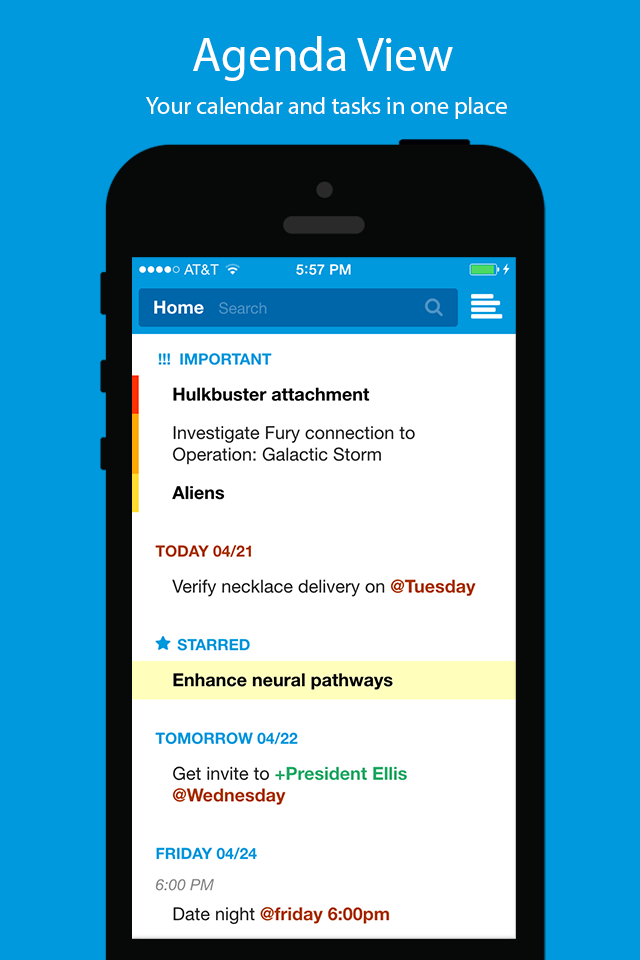 Agenda View
Your calendar and tasks in one place
AT&T 5:57 PM
Home Search
!!! IMPORTANT
Hulkbuster attachment
Investigate Fury connection to
Operation: Galactic Storm
Aliens
TODAY 04/21
Verify necklace delivery on @Tuesday
STARRED
Enhance neural pathways
TOMORROW 04/22
Get invite to +President Ellis
@Wednesday
FRIDAY 04/24
6:00 PM
Date night @friday 6:00pm